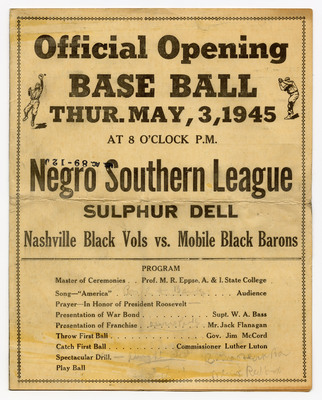 Official Opening
BASE BALL
THUR. MAY, 3, 1945
AT 8 O'CLOCK P.M.
Negro Southern League
SULPHUR DELL
Nashville Black Vols vs. Mobile Black Barons
PROGRAM
Master of Ceremonies . . Prof. M. R. Eppse, A. & I. State College
Song—"America" Audience
Prayer—In Honor of President Roosevelt
Presentation of War Bond Supt. W. A. Bass
Presentation of Franchise Mr. Jack Flanagan
Throw First Ball Gov. Jim McCord
Catch First Ball Commissioner Luther Luton
Spectacular Drill
Play Ball